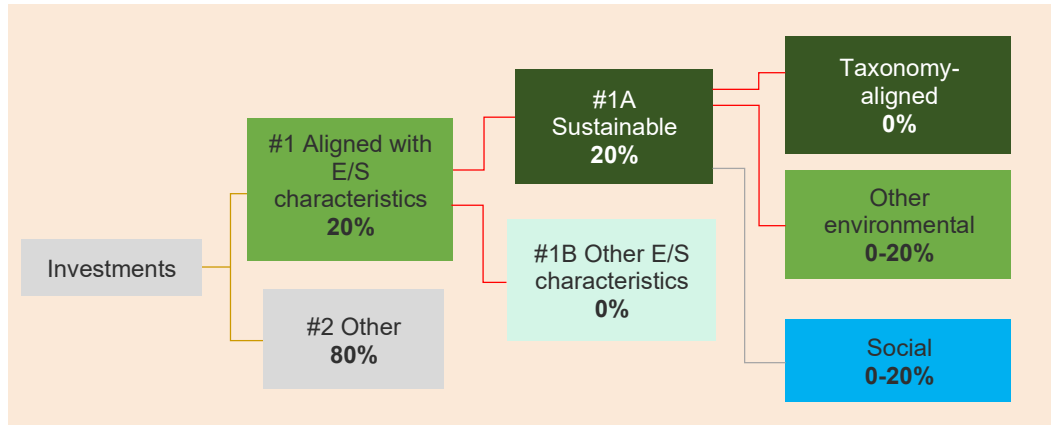 Investments
#1 Aligned with
E/S
characteristics
20%
#2 Other
80%
#1A
Sustainable
20%
#1B Other E/S
characteristics
0%
Taxonomy-
aligned
0%
Other
environmental
0-20%
Social
0-20%